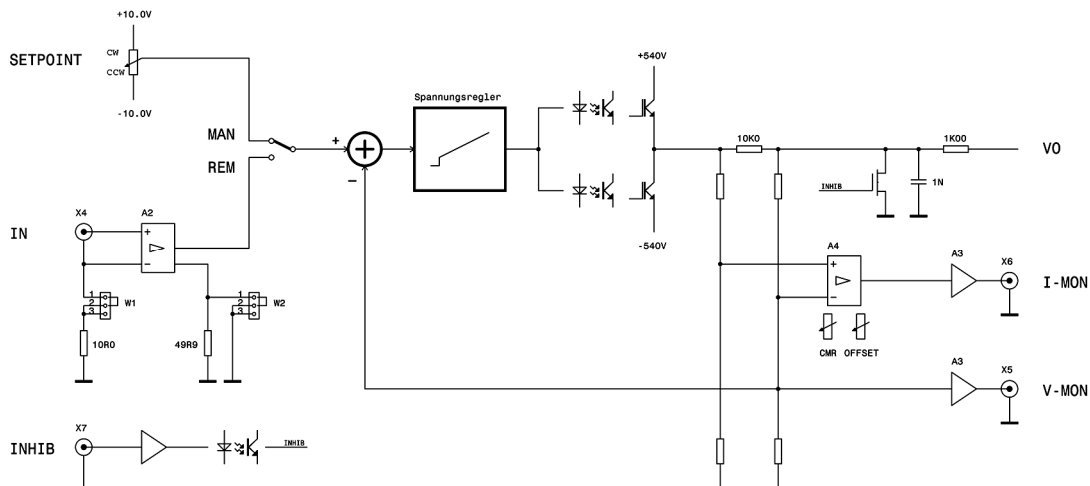 +10.0V
SETPOINT
CW
CCW
-10.0V
MAN
REM
+
−
Spannungsregler
+540V
-540V
10K0
1K00
VO
INHIB
1N
IN
X4
A2
+
−
1
2
3
W1
1
2
3
W2
10R0
49R9
A4
+
−
CMR OFFSET
A3
X6
I-MON
A3
X5
V-MON
INHIB
X7
INHIB